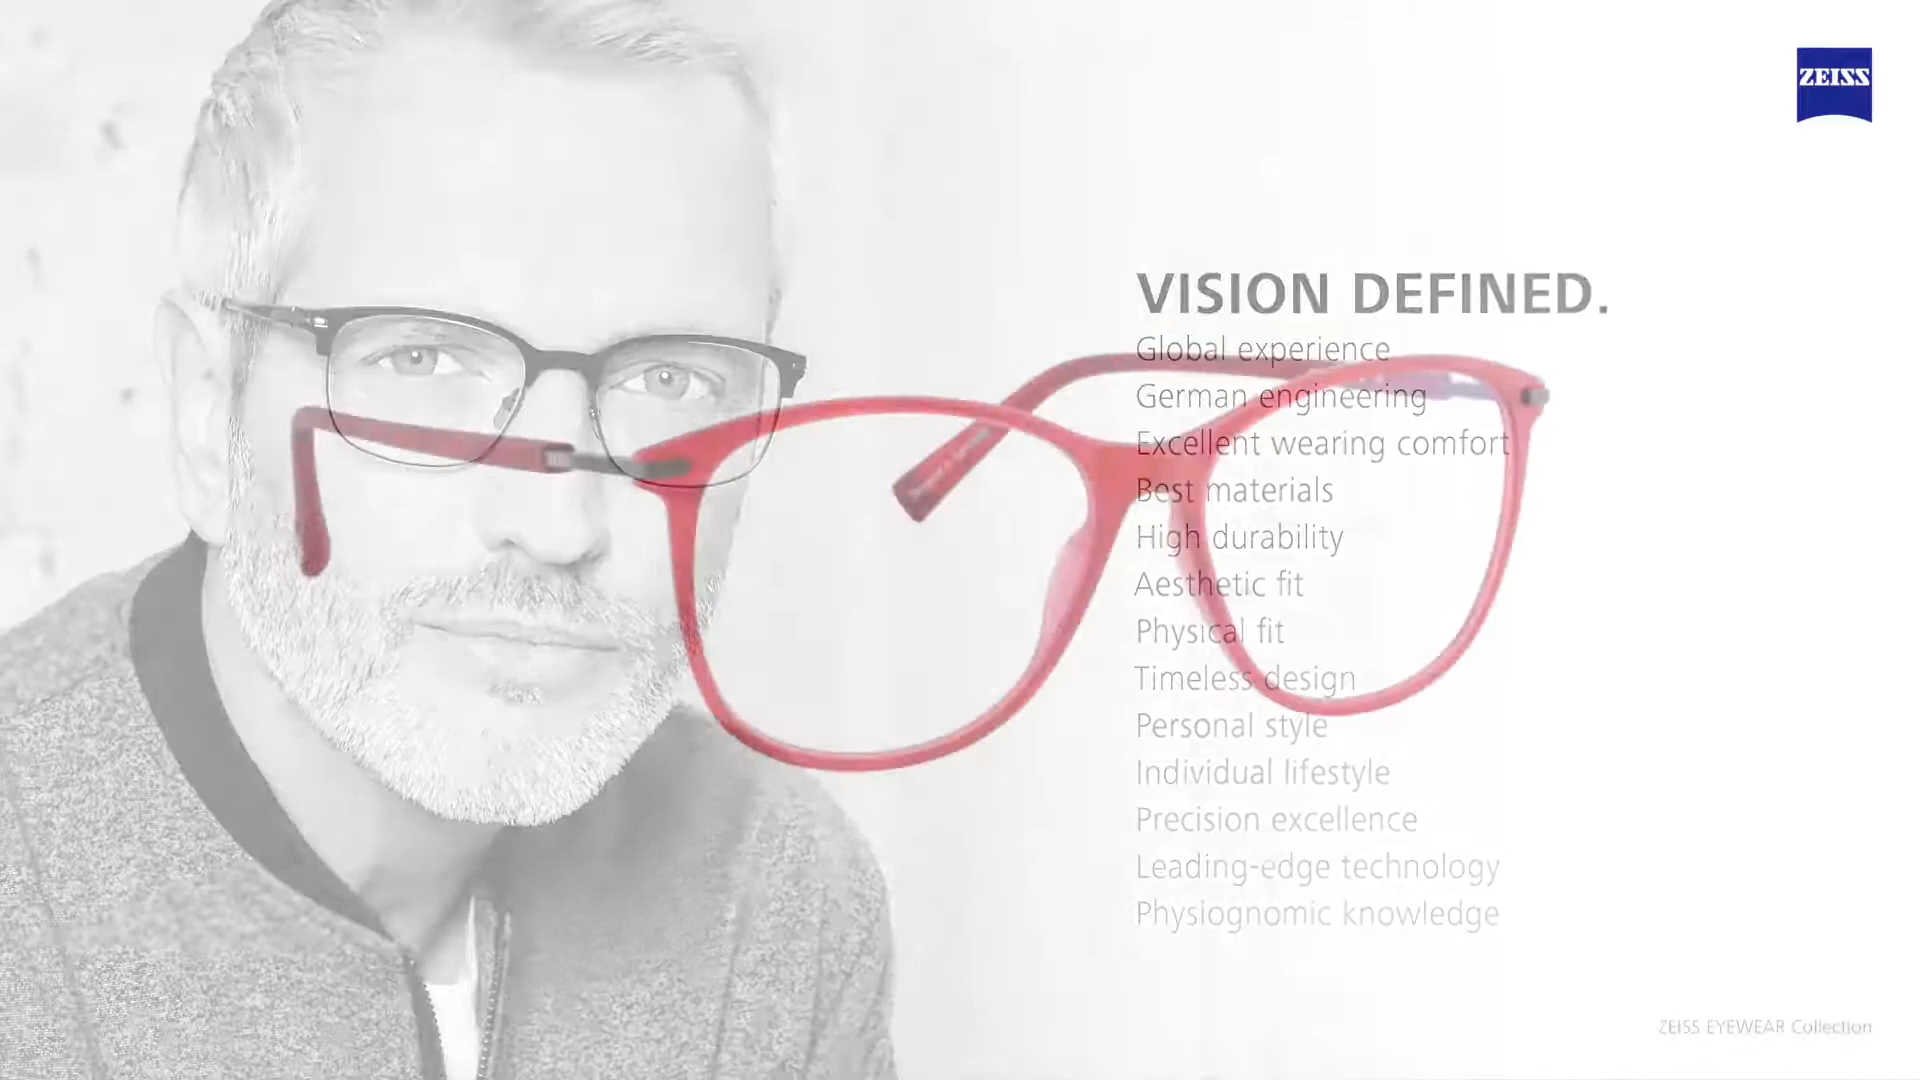 ZEISS
VISION DEFINED.
Global experience
German engineering
Excellent wearing comfort
Best materials
High durability
Aesthetic fit
Physical fit
Timeless design
Personal style
Individual lifestyle
Precision excellence
Leading-edge technology
Physiognomic knowledge
ZEISS EYEWEAR Collection